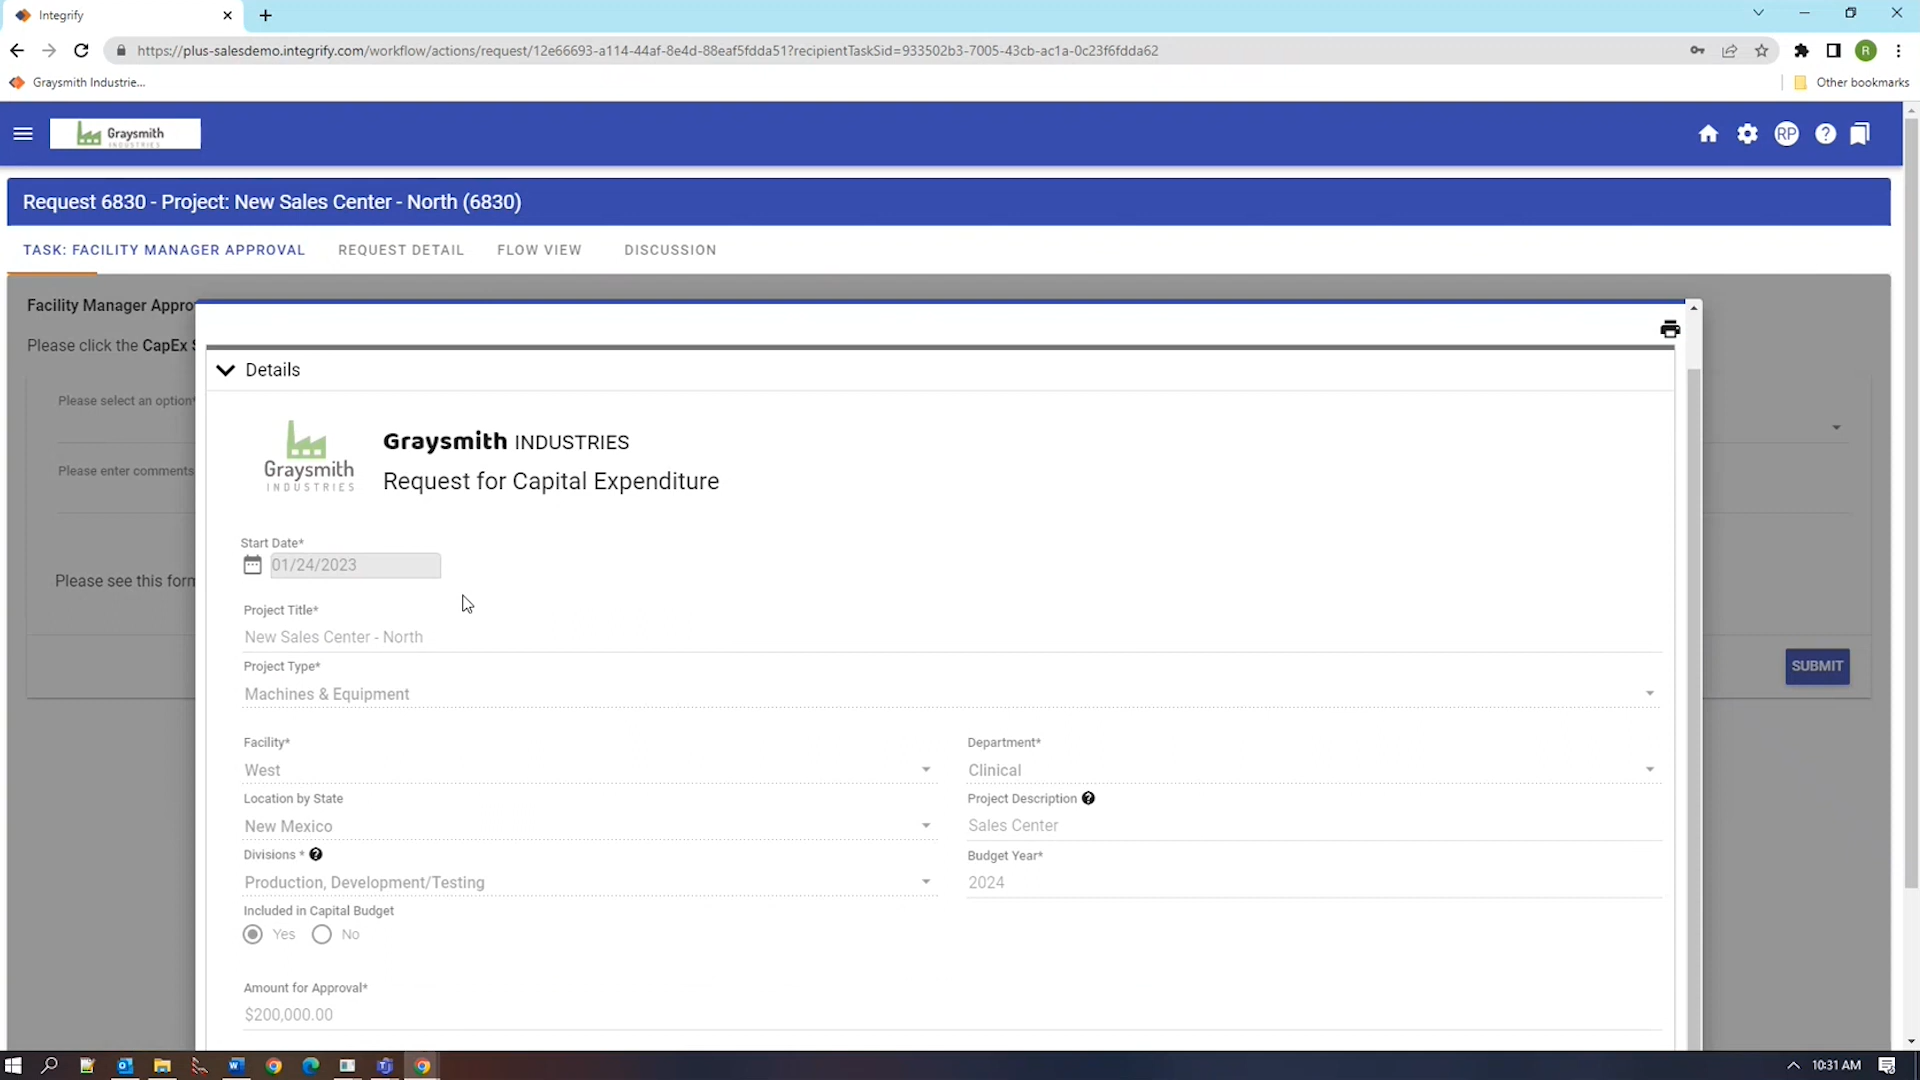 Integrify
https://plus-salesdemo.integrify.com/workflow/actions/request/12e66693-a114-44af-8e4d-88eaf5fdda51?recipientTaskSid=933502b3-7005-43cb-ac1a-0c23f6fdda62
R
Graysmith Industrie...
Other bookmarks
Graysmith
INDUSTRIES
RP
Request 6830 - Project: New Sales Center - North (6830)
TASK: FACILITY MANAGER APPROVAL REQUEST DETAIL FLOW VIEW DISCUSSION
Facility Manager Appro
Please click the CapEx S
Please select an option*
Please enter comments
Please see this form
SUBMIT
Details
Graysmith
INDUSTRIES
Graysmith INDUSTRIES
Request for Capital Expenditure
Start Date*
01/24/2023
Project Title*
New Sales Center - North
Project Type*
Machines & Equipment
Facility* Department*
West Clinical
Location by State Project Description
New Mexico Sales Center
Divisions * Budget Year*
Production, Development/Testing 2024
Included in Capital Budget
Yes No
Amount for Approval*
$200,000.00
10:31 AM